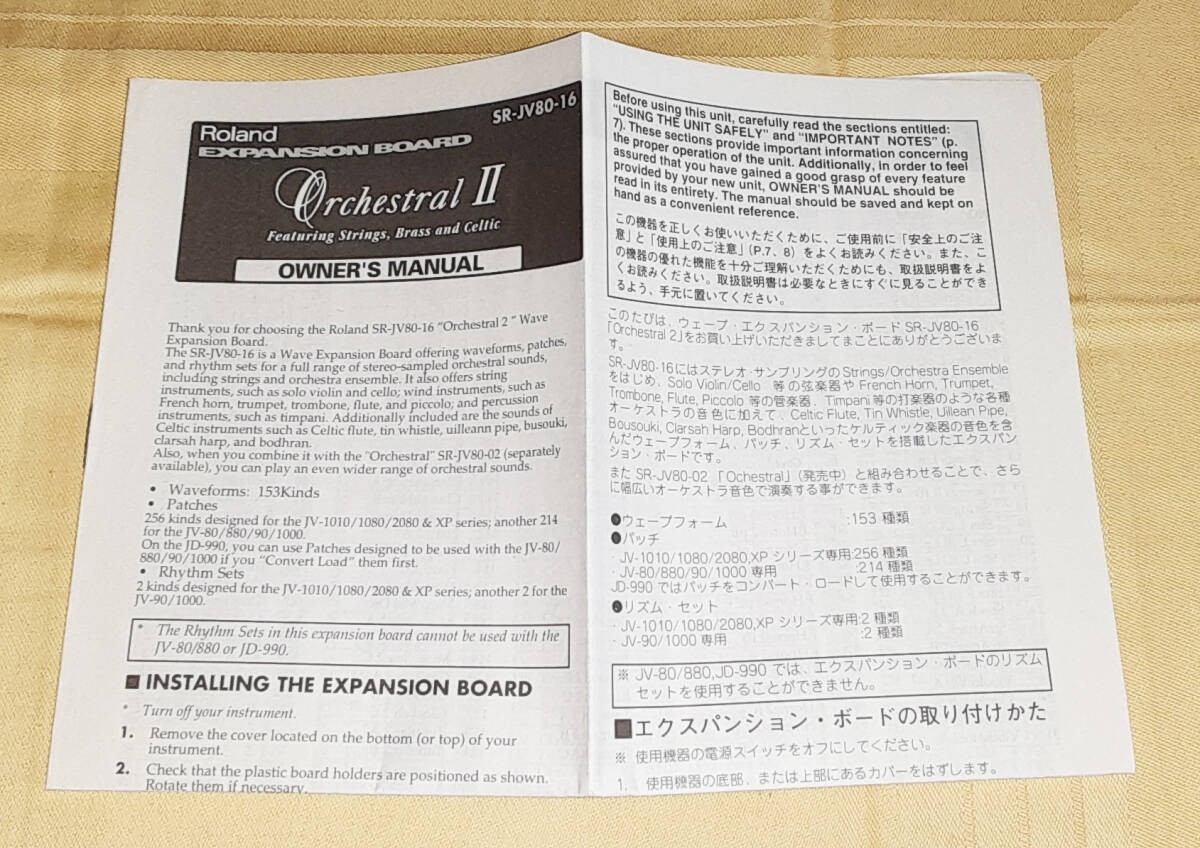 SR-JV80-16
Roland
EXPANSION BOARD
Orchestral II
Featuring Strings, Brass and Celtic
OWNER'S MANUAL
Thank you for choosing the Roland SR-JV80-16 "Orchestral 2 " Wave
Expansion Board.
The SR-JV80-16 is a Wave Expansion Board offering waveforms, patches,
and rhythm sets for a full range of stereo-sampled orchestral sounds,
including strings and orchestra ensemble. It also offers string
instruments, such as solo violin and cello; wind instruments, such as
French horn, trumpet, trombone, flute, and piccolo; and percussion
instruments, such as timpani. Additionally included are the sounds of
Celtic instruments such as Celtic flute, tin whistle, uilleann pipe, busouki,
clarsah harp, and bodhran.
Also, when you combine it with the "Orchestral" SR-JV80-02 (separately
available), you can play an even wider range of orchestral sounds.
• Waveforms: 153Kinds
• Patches
256 kinds designed for the JV-1010/1080/2080 & XP series; another 214
for the JV-80/880/90/1000.
On the JD-990, you can use Patches designed to be used with the JV-80/
880/90/1000 if you "Convert Load" them first.
• Rhythm Sets
2 kinds designed for the JV-1010/1080/2080 & XP series; another 2 for the
JV-90/1000.
* The Rhythm Sets in this expansion board cannot be used with the
JV-80/880 or JD-990.
■ INSTALLING THE EXPANSION BOARD
* Turn off your instrument.
1. Remove the cover located on the bottom (or top) of your
instrument.
2. Check that the plastic board holders are positioned as shown.
Rotate them if necessary.
Before using this unit, carefully read the sections entitled:
"USING THE UNIT SAFELY" and "IMPORTANT NOTES" (p.
7). These sections provide important information concerning
the proper operation of the unit. Additionally, in order to feel
assured that you have gained a good grasp of every feature
provided by your new unit, OWNER'S MANUAL should be
read in its entirety. The manual should be saved and kept on
hand as a convenient reference.
この機器を正しくお使いいただくために、ご使用前に「安全上のご注
意」と「使用上のご注意」(P.7、8) をよくお読みください。また、こ
の機器の優れた機能を十分ご理解いただくためにも、取扱説明書をよ
くお読みください。取扱説明書は必要なときにすぐに見ることができ
るよう、手元に置いてください。
このたびは、ウェーブ・エクスパンション・ボード SR-JV80-16
「Orchestral 2」をお買い上げいただきましてまことにありがとうございま
す。
SR-JV80-16にはステレオ・サンプリングの Strings/Orchestra Ensemble
をはじめ、Solo Violin/Cello 等の弦楽器や French Horn, Trumpet,
Trombone, Flute, Piccolo 等の管楽器、Timpani等の打楽器のような各種
オーケストラの音色に加えて、Celtic Flute, Tin Whistle, Uillean Pipe,
Bousouki, Clarsah Harp, Bodhranといったケルティック楽器の音色を含
んだウェーブフォーム、パッチ、リズム・セットを搭載したエクスパン
ション・ボードです。
また SR-JV80-02 「Ochestral」(発売中) と組み合わせることで、さら
に幅広いオーケストラ音色で演奏する事ができます。
●ウェーブフォーム :153 種類
●パッチ
・JV-1010/1080/2080,XP シリーズ専用:256 種類
・JV-80/880/90/1000 専用 :214 種類
JD-990 ではパッチをコンバート・ロードして使用することができます。
●リズム・セット
・JV-1010/1080/2080,XP シリーズ専用:2 種類
・JV-90/1000 専用 :2 種類
※ JV-80/880,JD-990 では、エクスパンション・ボードのリズム
セットを使用することができません。
■エクスパンション・ボードの取り付けかた
※ 使用機器の電源スイッチをオフにしてください。
1. 使用機器の底部、または上部にあるカバーをはずします。